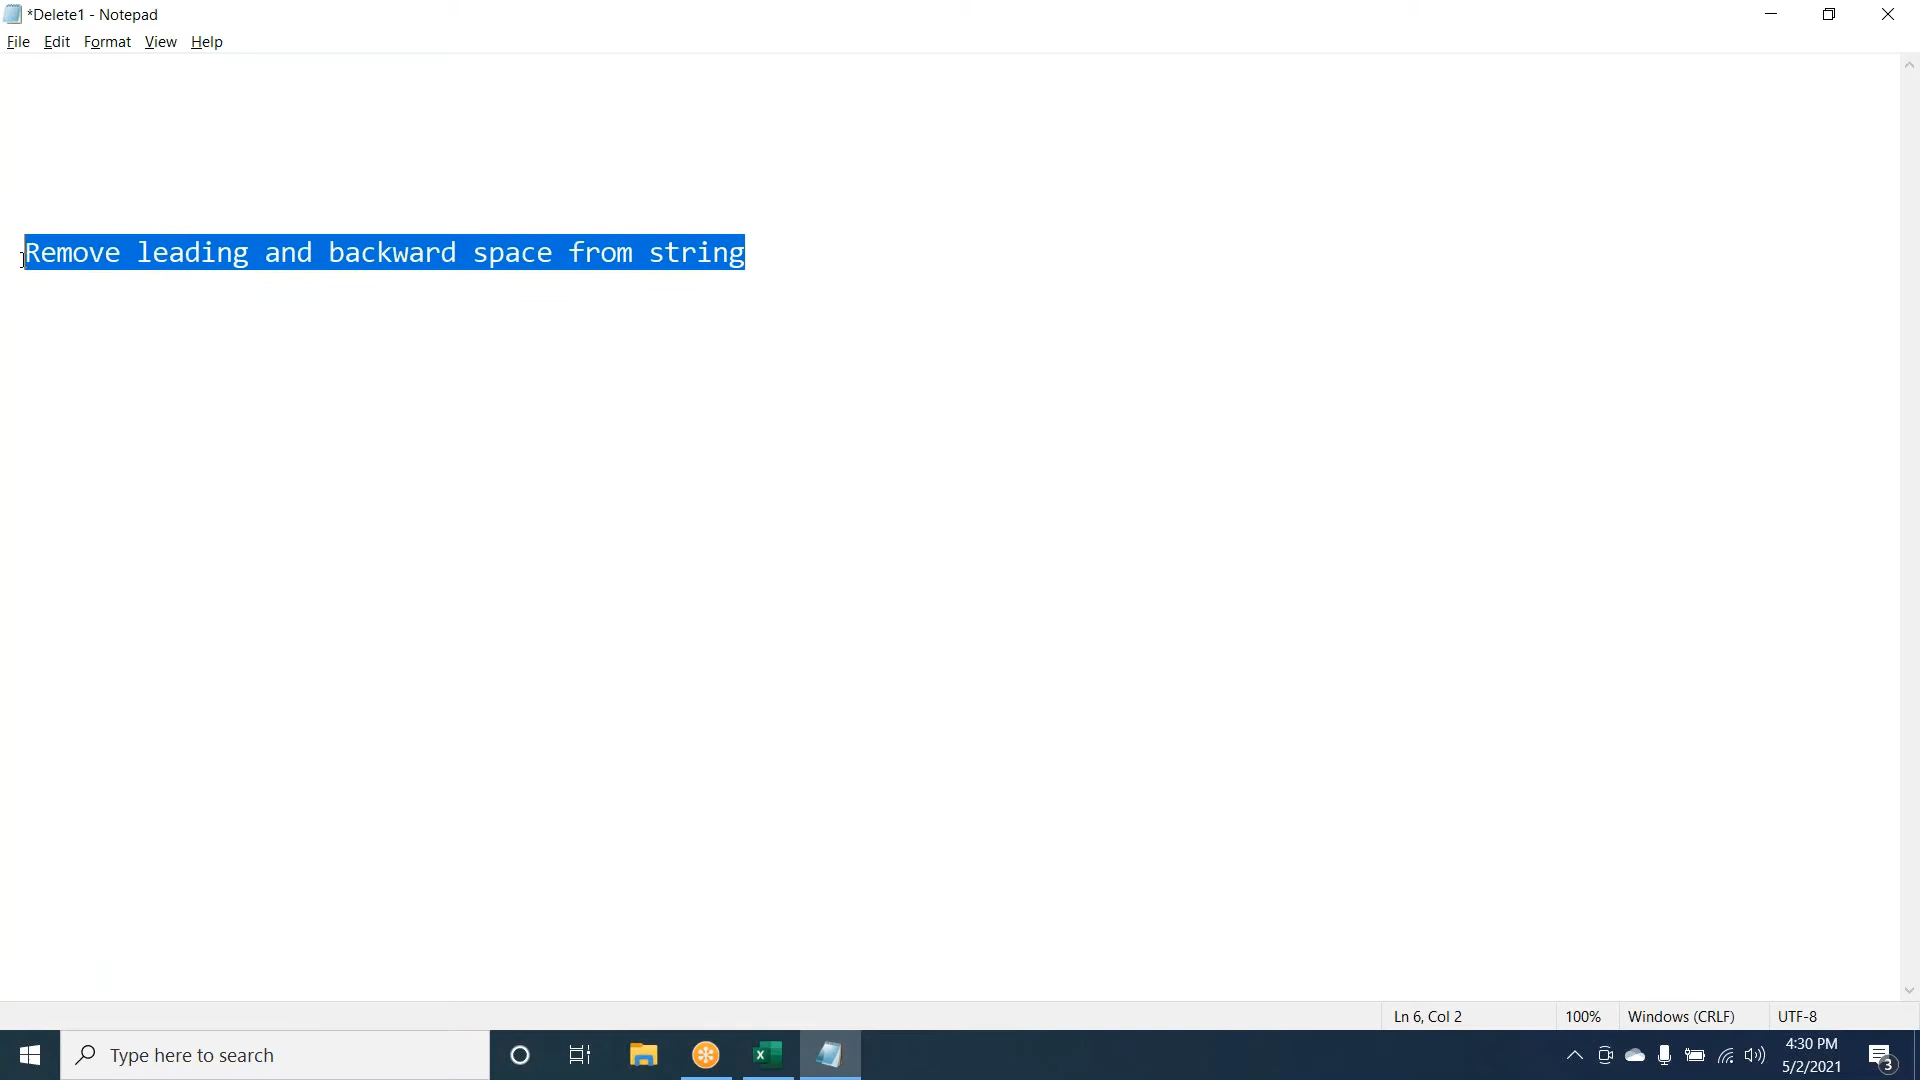 *Delete1 - Notepad
File Edit Format View Help
Remove leading and backward space from string
Ln 6, Col 2 100% Windows (CRLF) UTF-8
Type here to search
4:30 PM
5/2/2021
3